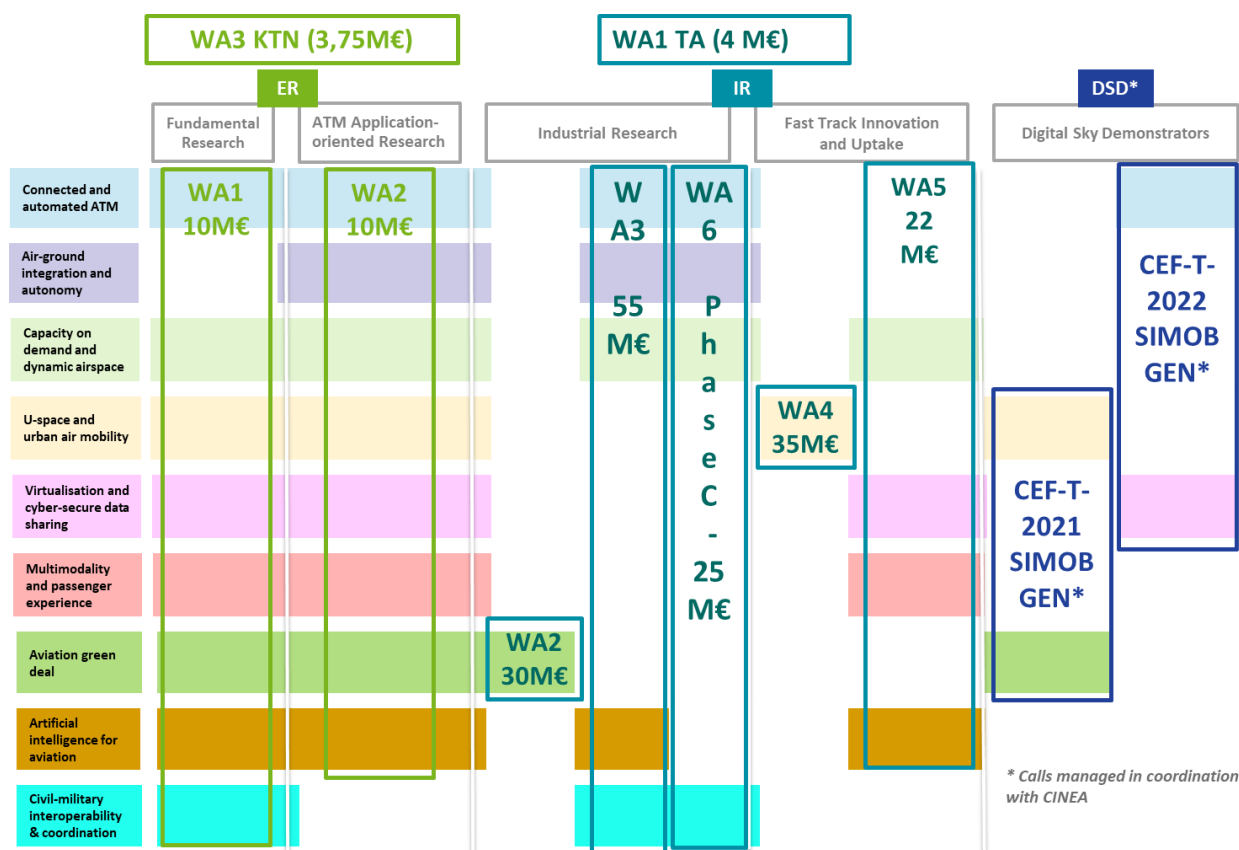 WA3 KTN (3,75M€)
WA1 TA (4 M€)
ER
IR
DSD*
Fundamental
Research
ATM Application-
oriented Research
Industrial Research
Fast Track Innovation
and Uptake
Digital Sky Demonstrators
Connected and
automated ATM
Air-ground
integration and
autonomy
Capacity on
demand and
dynamic airspace
U-space and
urban air mobility
Virtualisation and
cyber-secure data
sharing
Multimodality
and passenger
experience
Aviation green
deal
Artificial
intelligence for
aviation
Civil-military
interoperability
& coordination
WA1
10M€
WA2
10M€
WA2
30M€
W
A3
55
M€
WA
6
P
h
a
s
e
C
-
25
M€
WA4
35M€
WA5
22
M€
CEF-T-
2021
SIMOB
GEN*
CEF-T-
2022
SIMOB
GEN*
* Calls managed in coordination
with CINEA